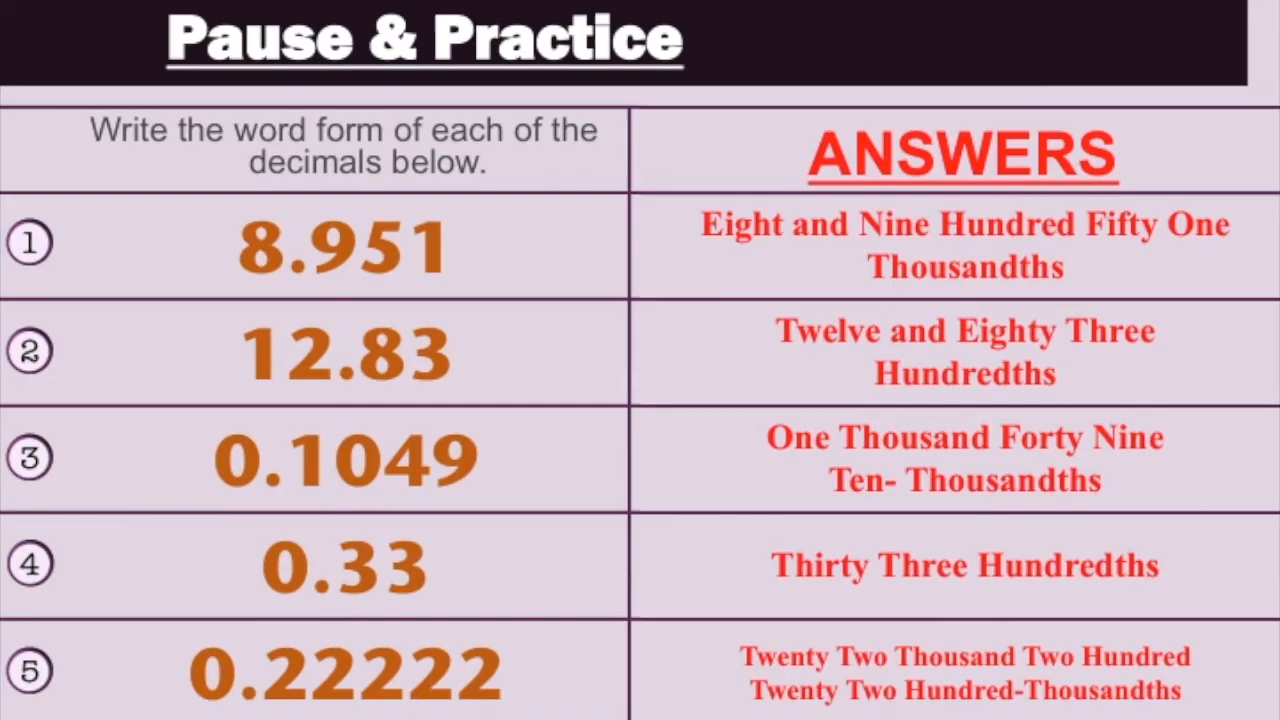 Pause & Practice
Write the word form of each of the
decimals below.
ANSWERS
1
8.951
Eight and Nine Hundred Fifty One
Thousandths
2
12.83
Twelve and Eighty Three
Hundredths
3
0.1049
One Thousand Forty Nine
Ten- Thousandths
4
0.33
Thirty Three Hundredths
5
0.22222
Twenty Two Thousand Two Hundred
Twenty Two Hundred-Thousandths